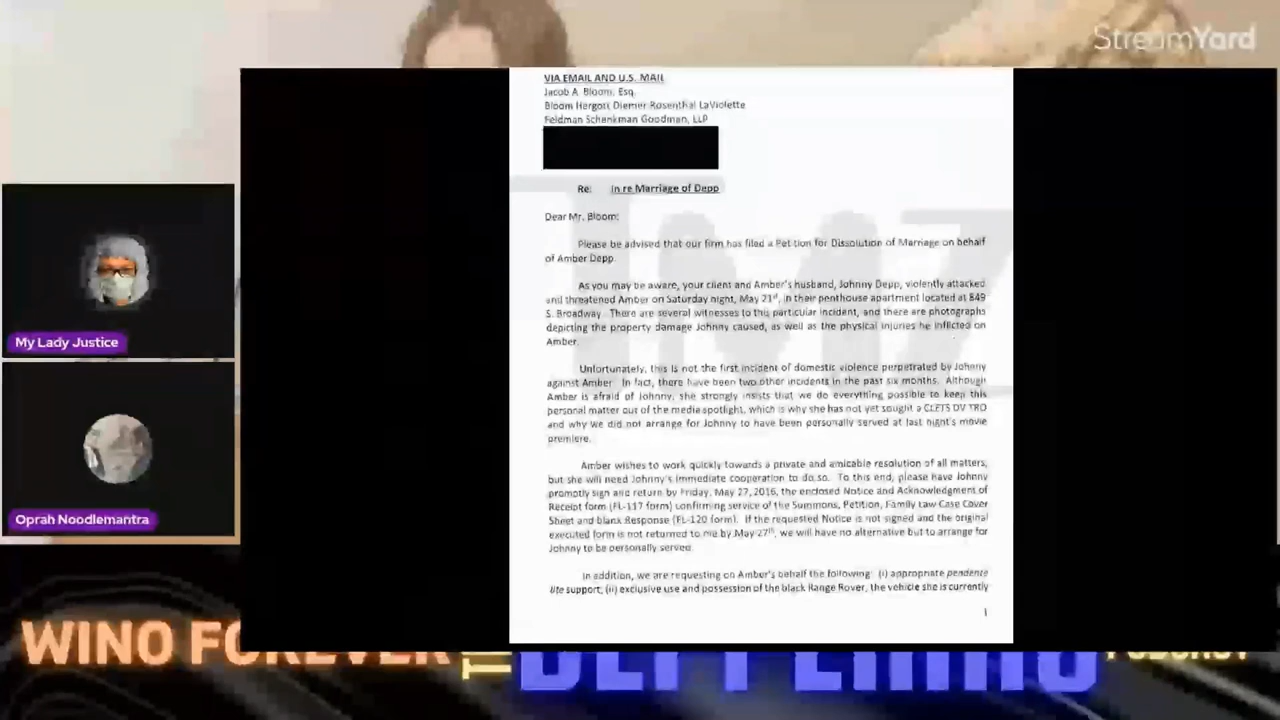 StreamYard
VIA EMAIL AND U.S. MAIL
Jacob A. Bloom, Esq.
Bloom Hergott Diemer Rosenthal LaViolette
Feldman Schenkman Goodman, LLP
Re: In re Marriage of Depp
Dear Mr. Bloom:
Please be advised that our firm has filed a Petition for Dissolution of Marriage on behalf
of Amber Depp.
As you may be aware, your client and Amber's husband, Johnny Depp, violently attacked
and threatened Amber on Saturday night, May 21st, in their penthouse apartment located at 849
S. Broadway. There are several witnesses to this particular incident, and there are photographs
depicting the property damage Johnny caused, as well as the physical injuries he inflicted on
Amber.
Unfortunately, this is not the first incident of domestic violence perpetrated by Johnny
against Amber. In fact, there have been two other incidents in the past six months. Although
Amber is afraid of Johnny, she strongly insists that we do everything possible to keep this
personal matter out of the media spotlight, which is why she has not yet sought a CLETS DV TRO
and why we did not arrange for Johnny to have been personally served at last night's movie
premiere.
Amber wishes to work quickly towards a private and amicable resolution of all matters,
but she will need Johnny's immediate cooperation to do so. To this end, please have Johnny
promptly sign and return by Friday, May 27, 2016, the enclosed Notice and Acknowledgment of
Receipt form (FL-117 form) confirming service of the Summons, Petition, Family Law Case Cover
Sheet and blank Response (FL-120 form). If the requested Notice is not signed and the original
executed form is not returned to me by May 27th, we will have no alternative but to arrange for
Johnny to be personally served.
In addition, we are requesting on Amber's behalf the following: (i) appropriate pendente
lite support; (ii) exclusive use and possession of the black Range Rover, the vehicle she is currently
1
TMZ
My Lady Justice
Oprah Noodlemantra
WINO FOREVER